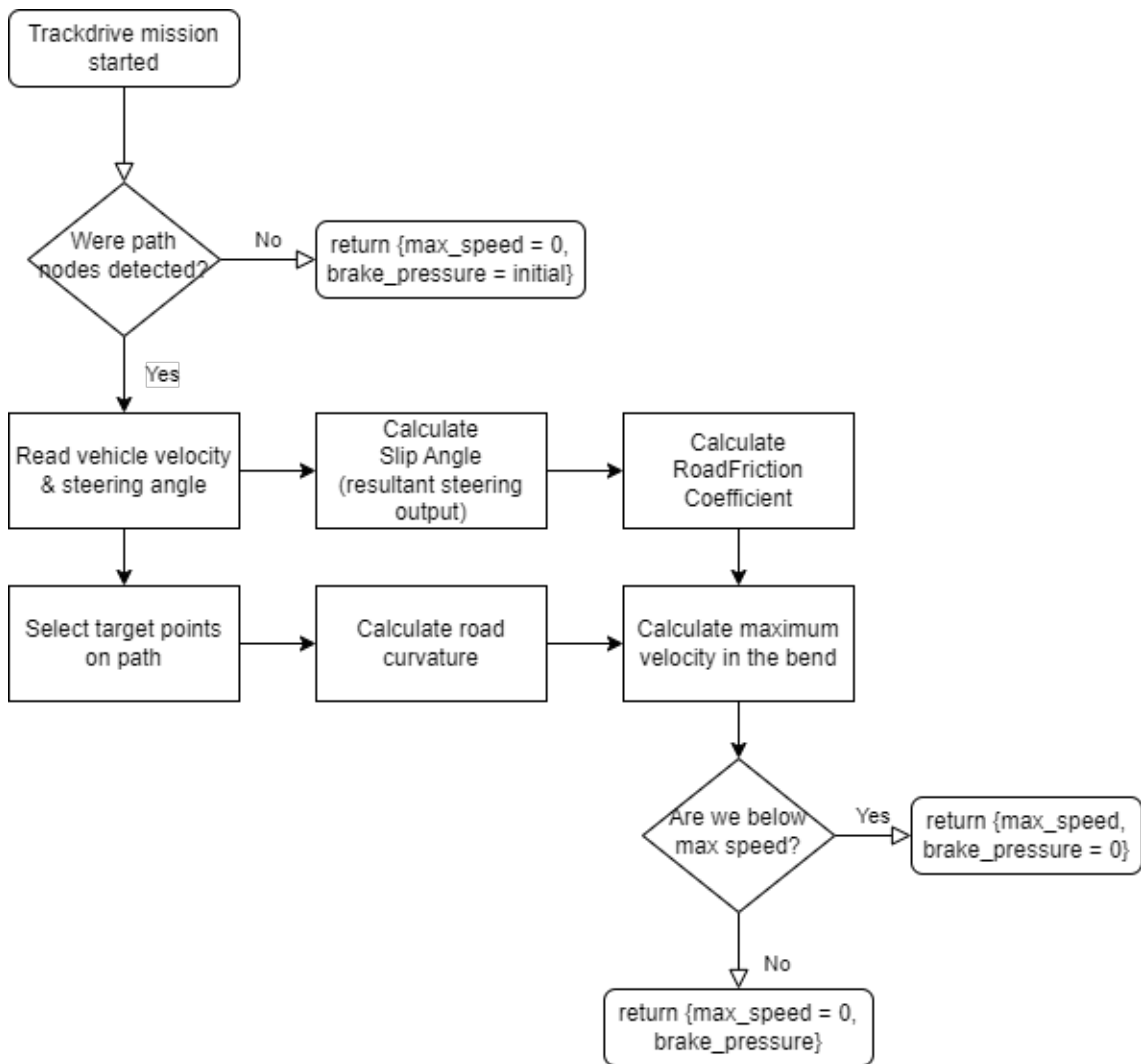 Trackdrive mission
started
Were path
nodes detected?
No
return {max_speed = 0,
brake_pressure = initial}
Yes
Read vehicle velocity
& steering angle
Calculate
Slip Angle
(resultant steering
output)
Calculate
RoadFriction
Coefficient
Select target points
on path
Calculate road
curvature
Calculate maximum
velocity in the bend
Are we below
max speed?
Yes
return {max_speed,
brake_pressure = 0}
No
return {max_speed = 0,
brake_pressure}